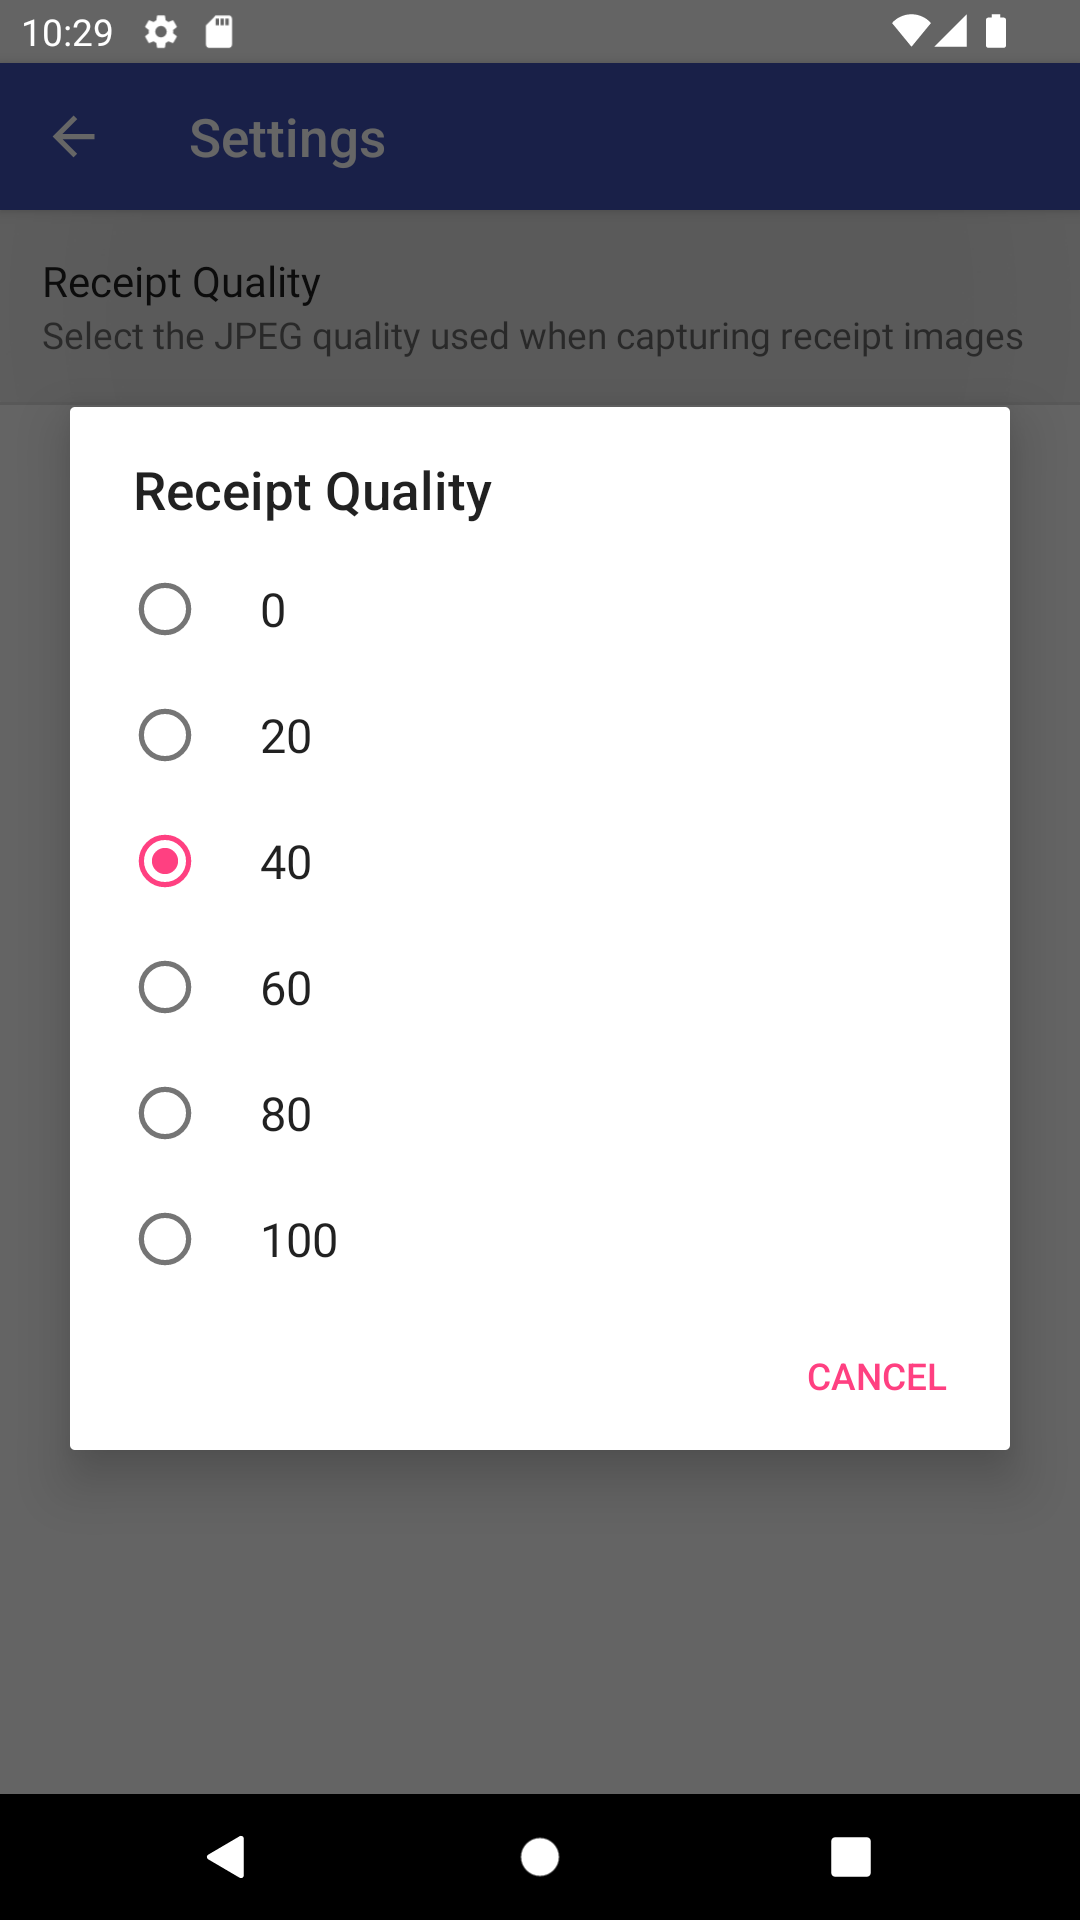 10:29
Settings
Receipt Quality
Select the JPEG quality used when capturing receipt images
Receipt Quality
0
20
40
60
80
100
CANCEL